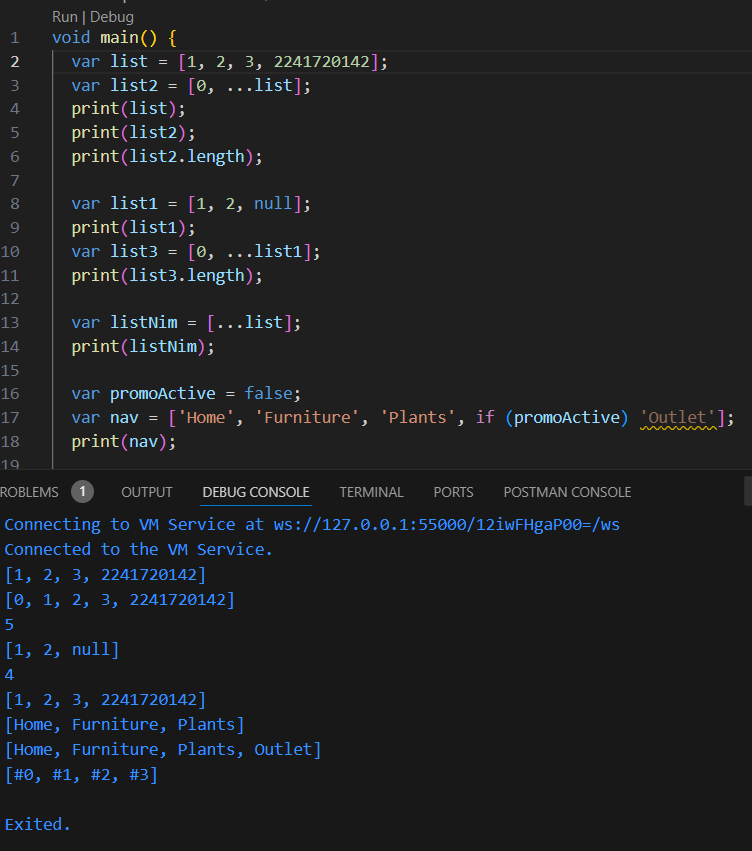 Run | Debug
1 void main() {
2 var list = [1, 2, 3, 2241720142];
3 var list2 = [0, ...list];
4 print(list);
5 print(list2);
6 print(list2.length);
7
8 var list1 = [1, 2, null];
9 print(list1);
10 var list3 = [0, ...list1];
11 print(list3.length);
12
13 var listNim = [...list];
14 print(listNim);
15
16 var promoActive = false;
17 var nav = ['Home', 'Furniture', 'Plants', if (promoActive) 'Outlet'];
18 print(nav);
19
ROBLEMS 1 OUTPUT DEBUG CONSOLE TERMINAL PORTS POSTMAN CONSOLE
Connecting to VM Service at ws://127.0.0.1:55000/12iwFHgaP00=/ws
Connected to the VM Service.
[1, 2, 3, 2241720142]
[0, 1, 2, 3, 2241720142]
5
[1, 2, null]
4
[1, 2, 3, 2241720142]
[Home, Furniture, Plants]
[Home, Furniture, Plants, Outlet]
[#0, #1, #2, #3]
Exited.